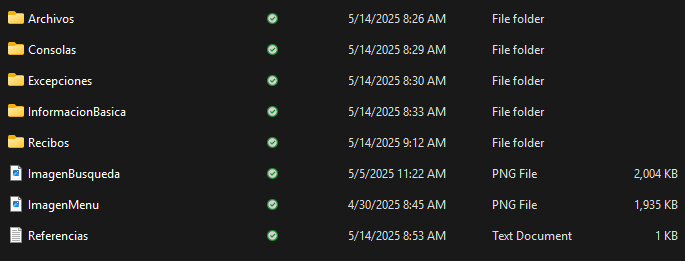 Archivos 5/14/2025 8:26 AM File folder
Consolas 5/14/2025 8:29 AM File folder
Excepciones 5/14/2025 8:30 AM File folder
InformacionBasica 5/14/2025 8:33 AM File folder
Recibos 5/14/2025 9:12 AM File folder
ImagenBusqueda 5/5/2025 11:22 AM PNG File 2,004 KB
ImagenMenu 4/30/2025 8:45 AM PNG File 1,935 KB
Referencias 5/14/2025 8:53 AM Text Document 1 KB